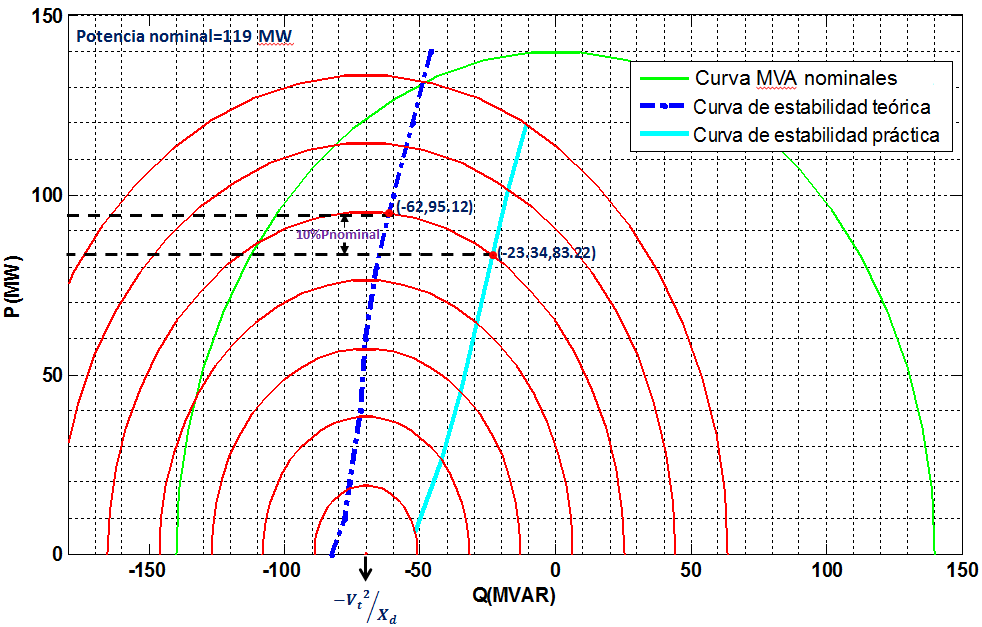 150
Potencia nominal=119 MW
Curva MVA nominales
Curva de estabilidad teórica
Curva de estabilidad práctica
100
(-62,95.12)
10%Pnominal
(-23.34,83.22)
P(MW)
50
0
-150 -100 -50 0 50 100 150
Q(MVAR)
−Vt²/Xd